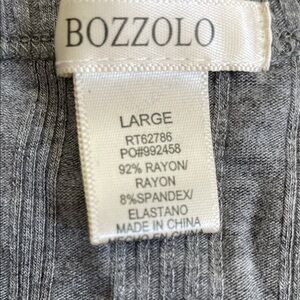 BOZZOLO
LARGE
RT62786
PO#992458
92% RAYON/
RAYON
8%SPANDEX/
ELASTANO
MADE IN CHINA